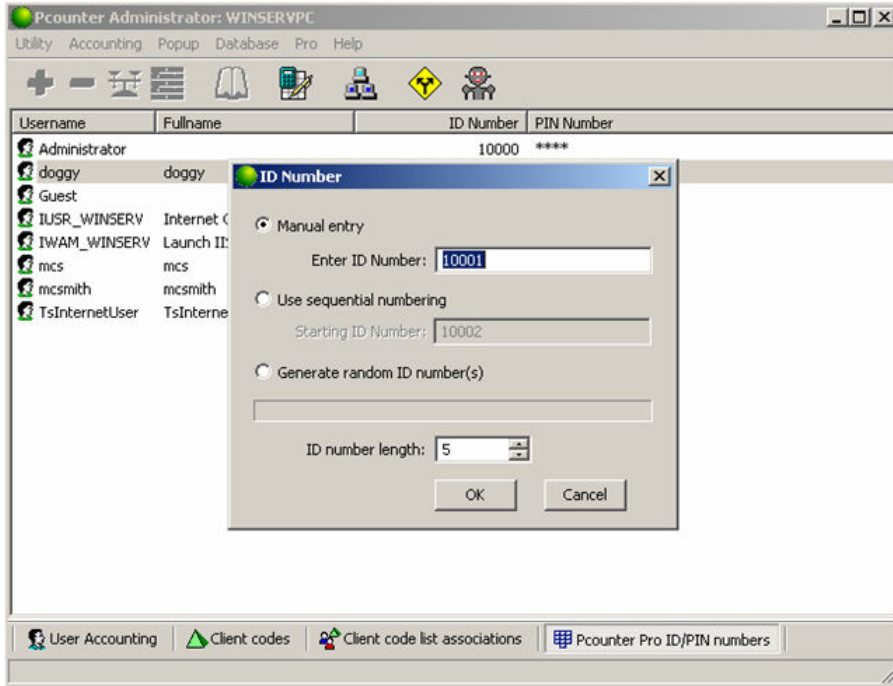 Pcounter Administrator: WINSERVPC
Utility Accounting Popup Database Pro Help
Username Fullname ID Number PIN Number
Administrator 10000 ****
doggy doggy
Guest
IUSR_WINSERV Internet
IWAM_WINSERV Launch
mcs mcs
mcsmith mcsmith
TsInternetUser TsInterne
ID Number
Manual entry
Enter ID Number: 10001
Use sequential numbering
Starting ID Number: 10002
Generate random ID number(s)
ID number length: 5
OK Cancel
User Accounting Client codes Client code list associations Pcounter Pro ID/PIN numbers